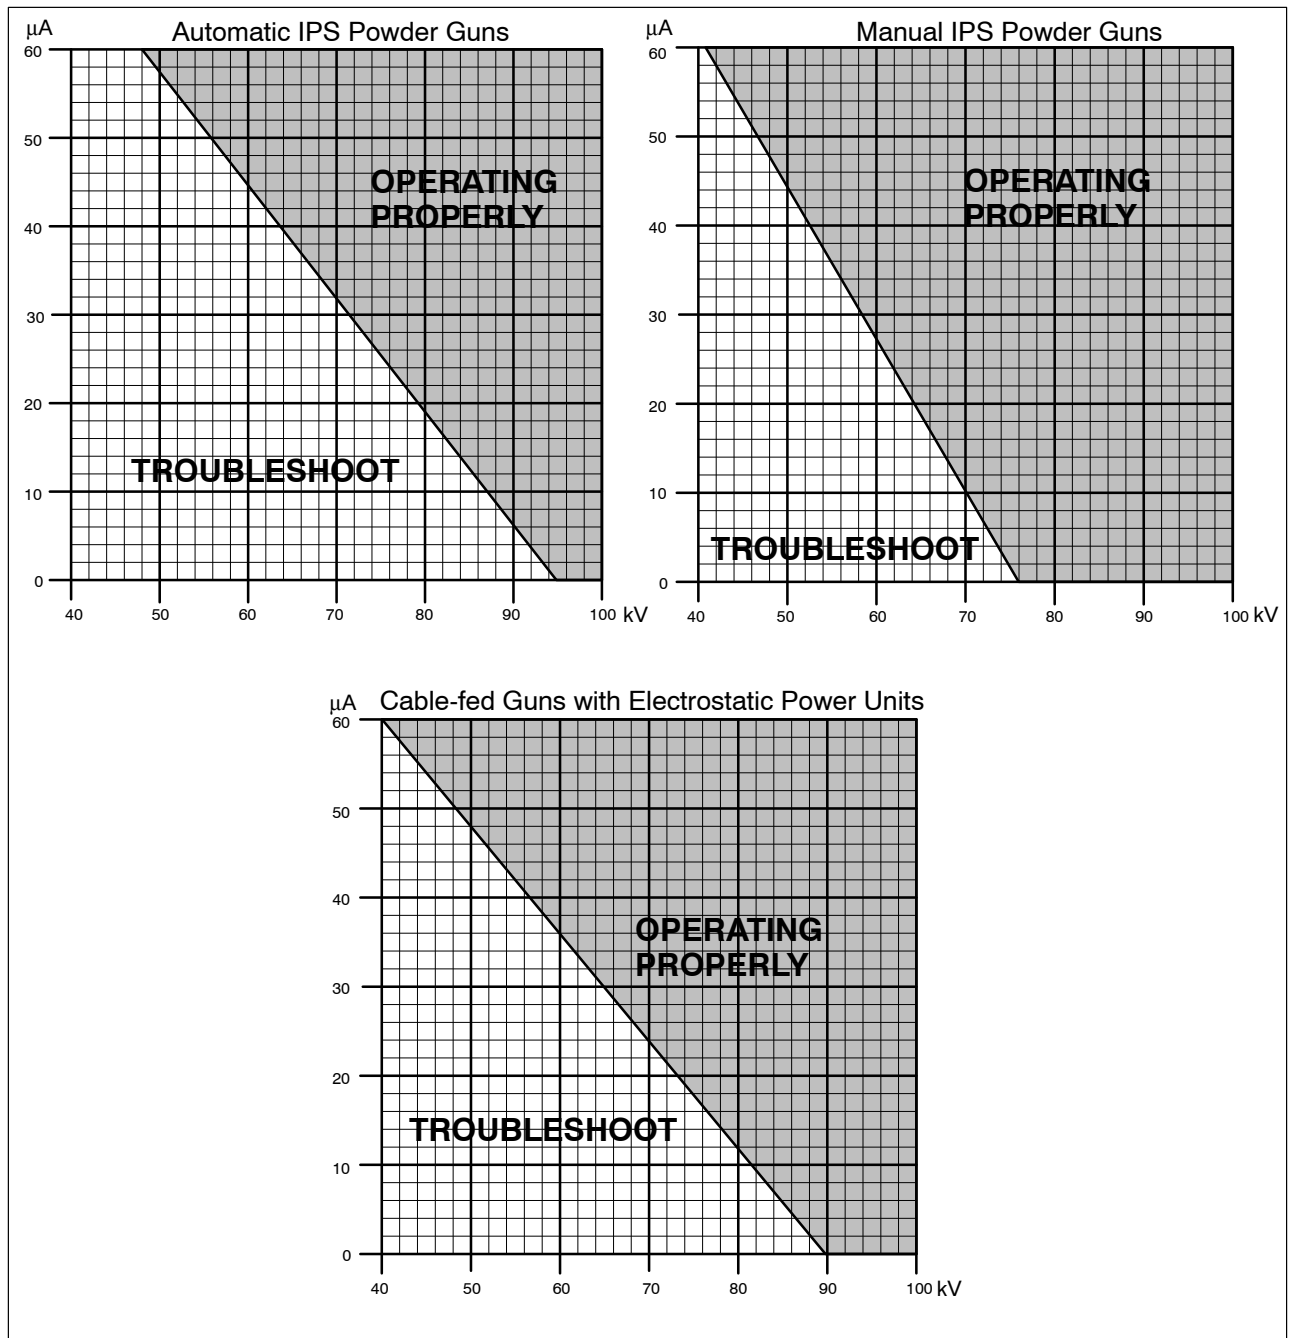 μA
Automatic IPS Powder Guns
60
50
40
30
20
10
0
OPERATING
PROPERLY
TROUBLESHOOT
40 50 60 70 80 90 100 kV
μA
Manual IPS Powder Guns
60
50
40
30
20
10
0
OPERATING
PROPERLY
TROUBLESHOOT
40 50 60 70 80 90 100 kV
μA
Cable-fed Guns with Electrostatic Power Units
60
50
40
30
20
10
0
OPERATING
PROPERLY
TROUBLESHOOT
40 50 60 70 80 90 100 kV